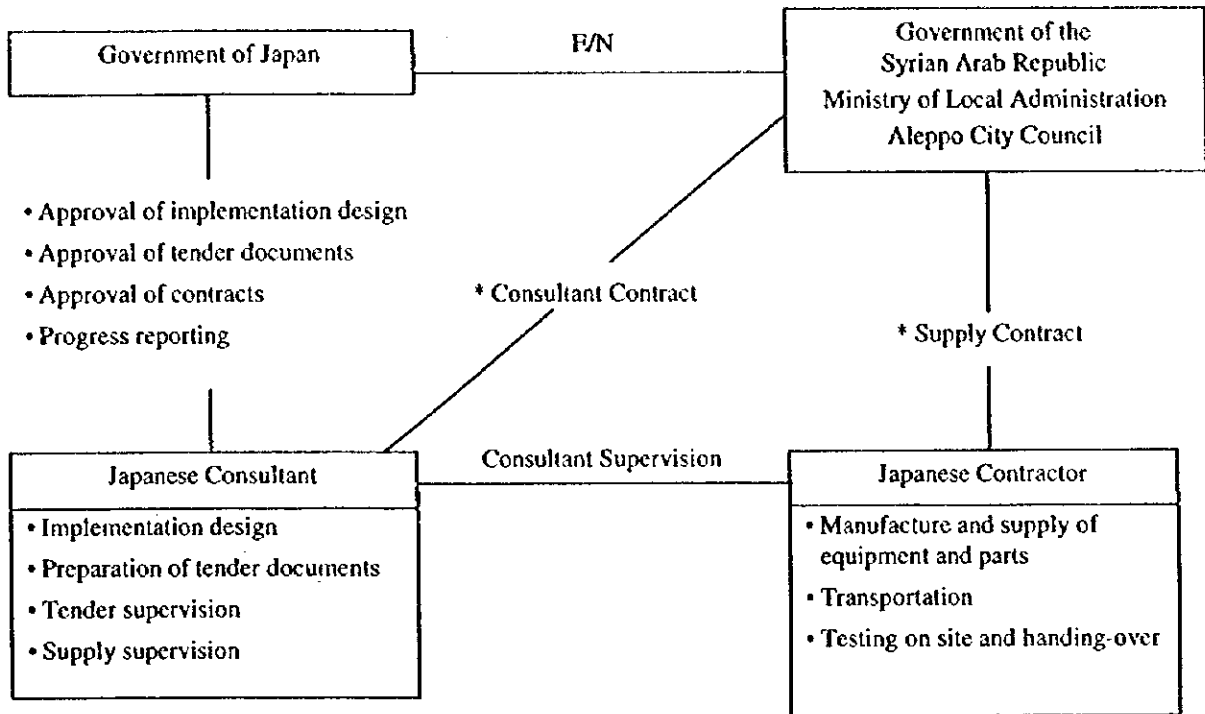 Government of Japan
E/N
Government of the
Syrian Arab Republic
Ministry of Local Administration
Aleppo City Council
• Approval of implementation design
• Approval of tender documents
• Approval of contracts
• Progress reporting
* Consultant Contract
* Supply Contract
Japanese Consultant
• Implementation design
• Preparation of tender documents
• Tender supervision
• Supply supervision
Consultant Supervision
Japanese Contractor
• Manufacture and supply of
equipment and parts
• Transportation
• Testing on site and handing-over